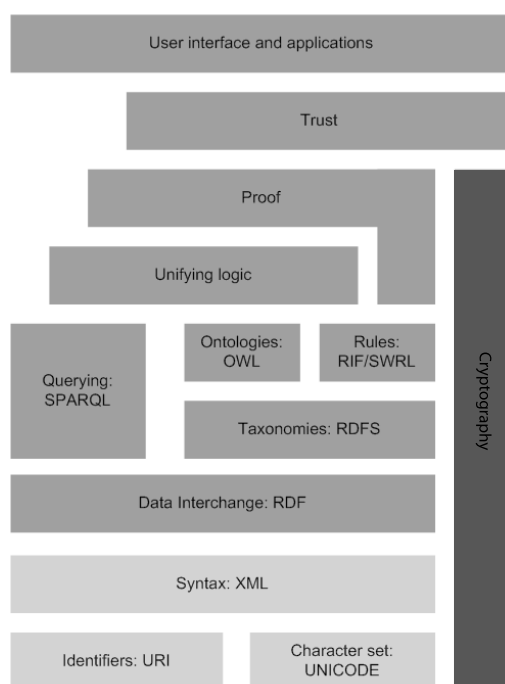 User interface and applications
Trust
Proof
Unifying logic
Querying:
SPARQL
Ontologies:
OWL
Rules:
RIF/SWRL
Taxonomies: RDFS
Cryptography
Data Interchange: RDF
Syntax: XML
Identifiers: URI
Character set:
UNICODE